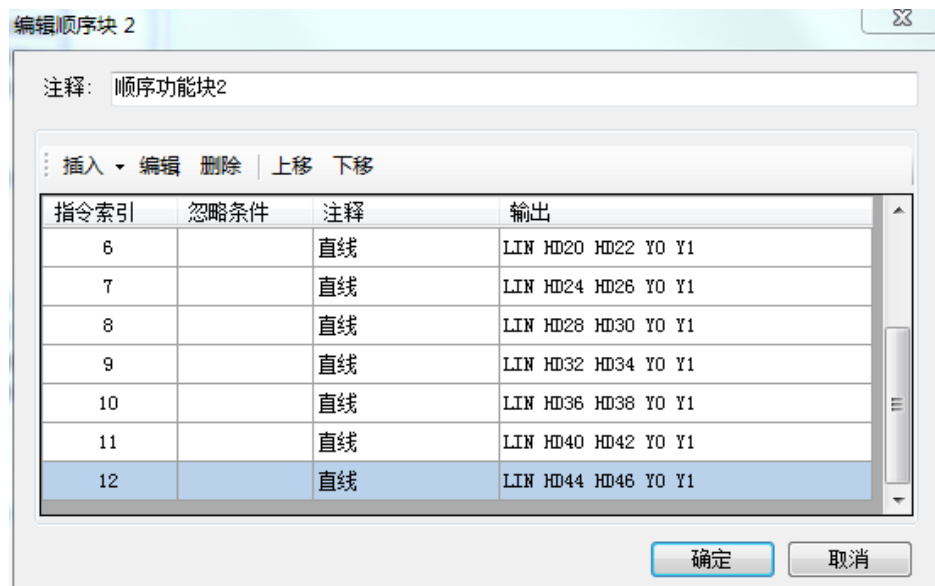 编辑顺序块 2
注释: 顺序功能块2
插入 编辑 删除 上移 下移
指令索引 忽略条件 注释 输出
6 直线 LIN HD20 HD22 Y0 Y1
7 直线 LIN HD24 HD26 Y0 Y1
8 直线 LIN HD28 HD30 Y0 Y1
9 直线 LIN HD32 HD34 Y0 Y1
10 直线 LIN HD36 HD38 Y0 Y1
11 直线 LIN HD40 HD42 Y0 Y1
12 直线 LIN HD44 HD46 Y0 Y1
确定 取消